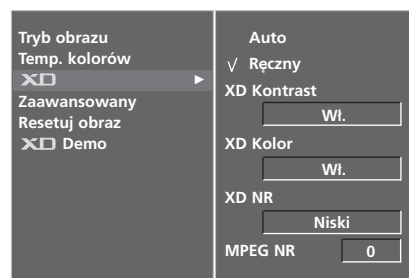 Tryb obrazu
Temp. kolorów
XD
Zaawansowany
Resetuj obraz
XD Demo
Auto
√ Ręczny
XD Kontrast
Wł.
XD Kolor
Wł.
XD NR
Niski
MPEG NR 0